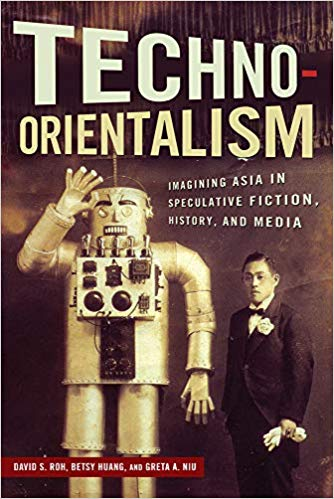 TECHNO-
ORIENTALISM
IMAGINING ASIA IN
SPECULATIVE FICTION,
HISTORY, AND MEDIA
DAVID S. ROH, BETSY HUANG, AND GRETA A. NIU